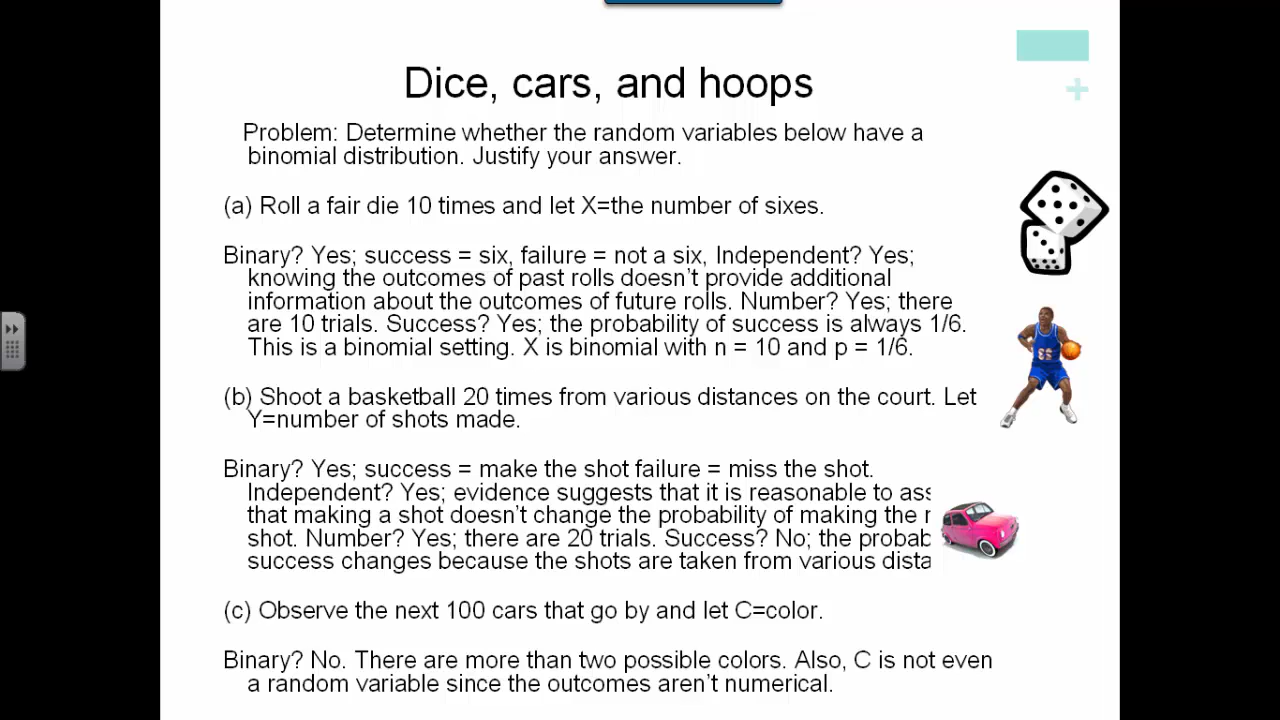 Dice, cars, and hoops
Problem: Determine whether the random variables below have a
binomial distribution. Justify your answer.
(a) Roll a fair die 10 times and let X=the number of sixes.
Binary? Yes; success = six, failure = not a six, Independent? Yes;
knowing the outcomes of past rolls doesn't provide additional
information about the outcomes of future rolls. Number? Yes; there
are 10 trials. Success? Yes; the probability of success is always 1/6.
This is a binomial setting. X is binomial with n = 10 and p = 1/6.
(b) Shoot a basketball 20 times from various distances on the court. Let
Y=number of shots made.
Binary? Yes; success = make the shot failure = miss the shot.
Independent? Yes; evidence suggests that it is reasonable to
that making a shot doesn't change the probability of making the
shot. Number? Yes; there are 20 trials. Success? No; the
success changes because the shots are taken from various
(c) Observe the next 100 cars that go by and let C=color.
Binary? No. There are more than two possible colors. Also, C is not even
a random variable since the outcomes aren't numerical.